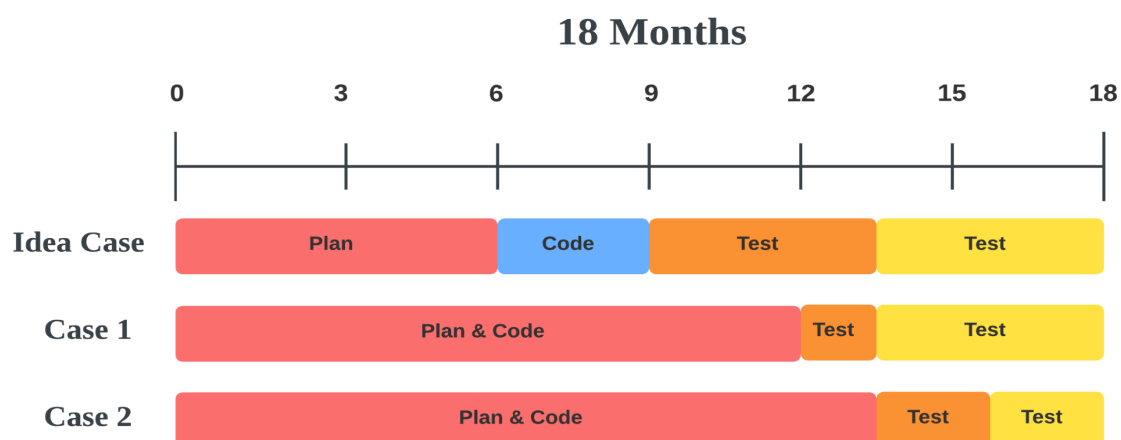 18 Months
0 3 6 9 12 15 18
Idea Case Plan Code Test Test
Case 1 Plan & Code Test Test
Case 2 Plan & Code Test Test